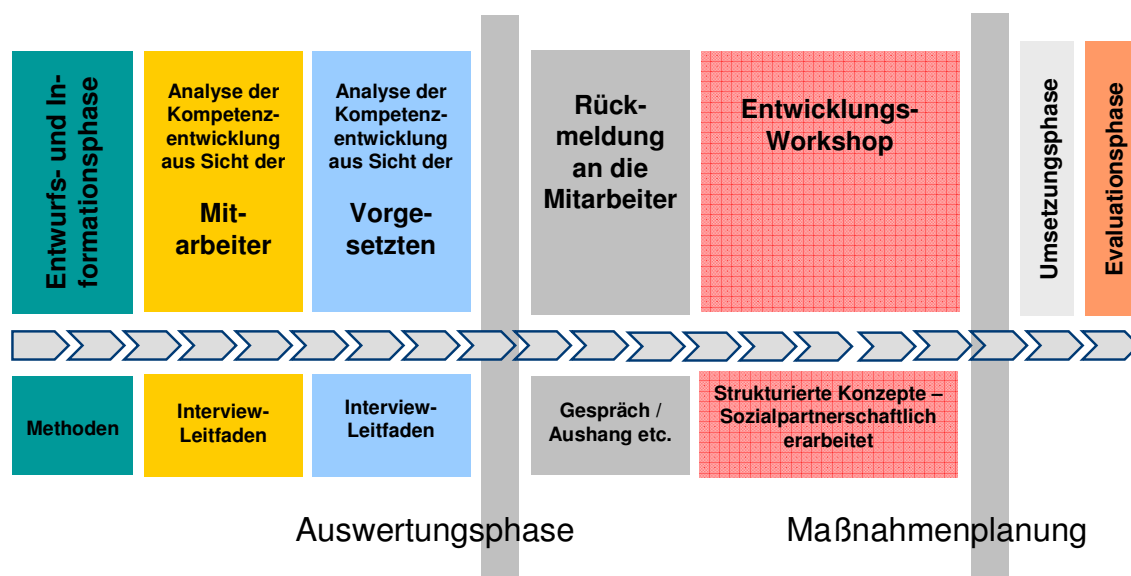 Entwurfs- und In-
formationsphase
Analyse der
Kompetenz-
entwicklung
aus Sicht der
Mit-
arbeiter
Analyse der
Kompetenz-
entwicklung
aus Sicht der
Vorge-
setzten
Rück-
meldung
an die
Mitarbeiter
Entwicklungs-
Workshop
Umsetzungsphase
Evaluationsphase
Methoden
Interview-
Leitfaden
Interview-
Leitfaden
Gespräch /
Aushang etc.
Strukturierte Konzepte –
Sozialpartnerschaftlich
erarbeitet
Auswertungsphase
Maßnahmenplanung